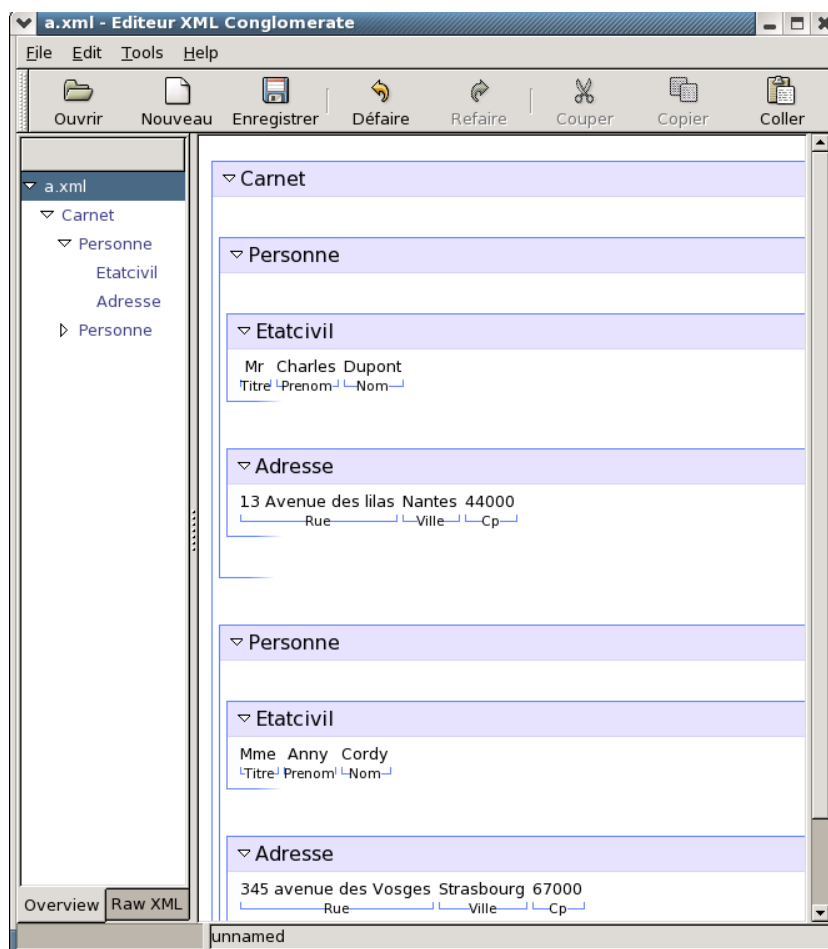 a.xml - Editeur XML Conglomerate
File Edit Tools Help
Ouvrir Nouveau Enregistrer Défaire Refaire Couper Copier Coller
a.xml
Carnet
Personne
Etatcivil
Adresse
Personne
Overview Raw XML
Carnet
Personne
Etatcivil
Mr Charles Dupont
Titre Prenom Nom
Adresse
13 Avenue des lilas Nantes 44000
Rue Ville Cp
Personne
Etatcivil
Mme Anny Cordy
Titre Prenom Nom
Adresse
345 avenue des Vosges Strasbourg 67000
Rue Ville Cp
unnamed